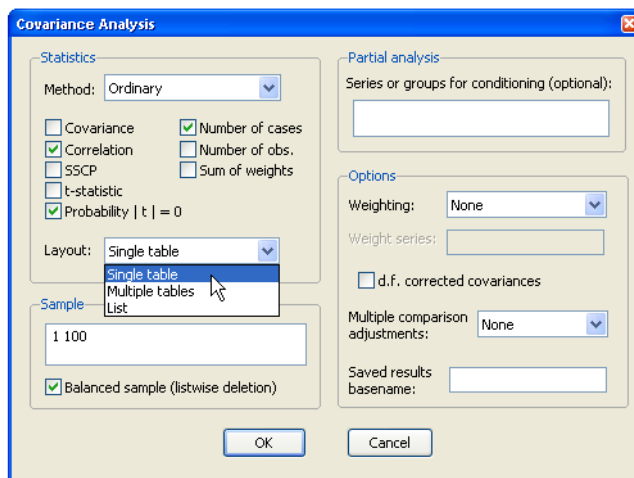 Covariance Analysis
Statistics
Method: Ordinary
Covariance
Number of cases
Correlation
Number of obs.
SSCP
Sum of weights
t-statistic
Probability | t | = 0
Layout: Single table
Single table
Multiple tables
List
Sample
1 100
Balanced sample (listwise deletion)
Partial analysis
Series or groups for conditioning (optional):
Options
Weighting: None
Weight series:
d.f. corrected covariances
Multiple comparison
adjustments: None
Saved results
basename:
OK
Cancel